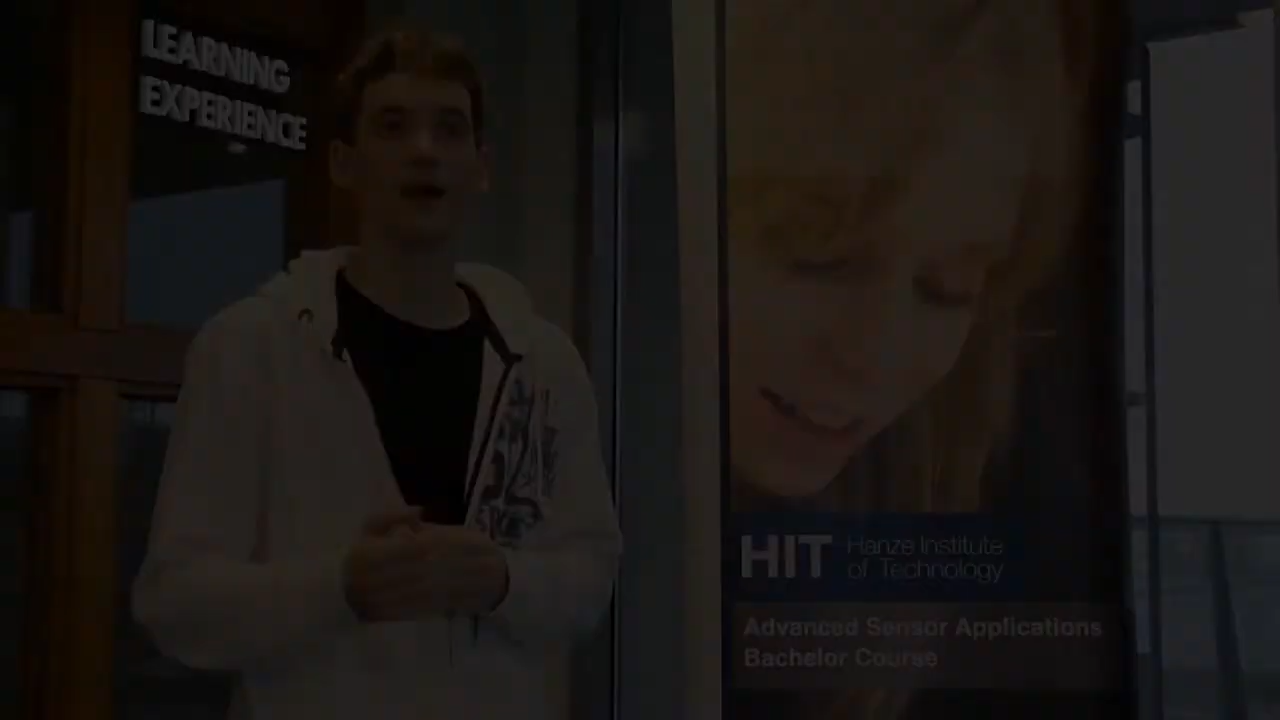 LEARNING
EXPERIENCE
HIT Hanze Institute
of Technology
Advanced Sensor Applications
Bachelor Course